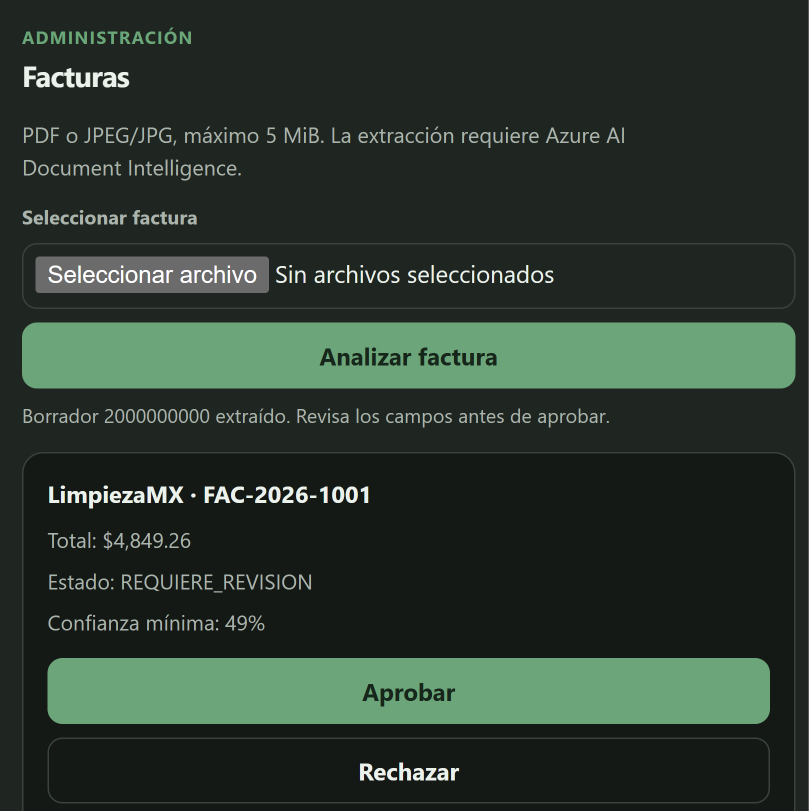 ADMINISTRACIÓN
Facturas
PDF o JPEG/JPG, máximo 5 MiB. La extracción requiere Azure AI
Document Intelligence.
Seleccionar factura
Seleccionar archivo Sin archivos seleccionados
Analizar factura
Borrador 2000000000 extraído. Revisa los campos antes de aprobar.
LimpiezaMX · FAC-2026-1001
Total: $4,849.26
Estado: REQUIERE_REVISION
Confianza mínima: 49%
Aprobar
Rechazar